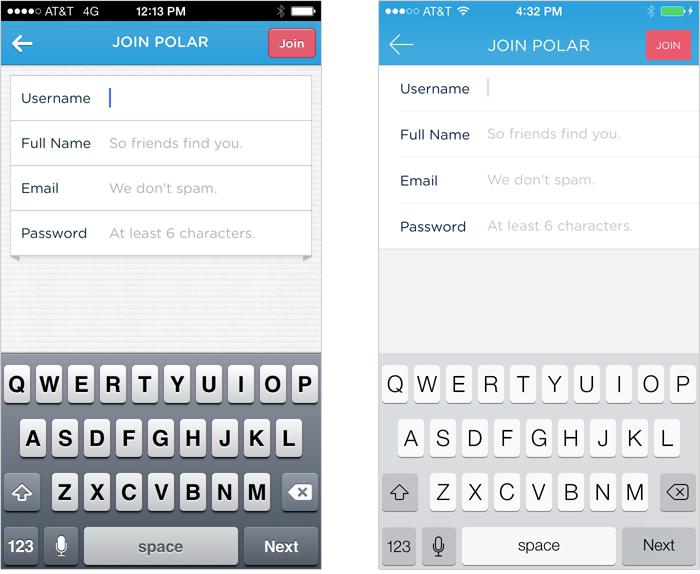 AT&T 4G 12:13 PM
JOIN POLAR Join
Username
Full Name So friends find you.
Email We don't spam.
Password At least 6 characters.
Q W E R T Y U I O P
A S D F G H J K L
Z X C V B N M
123 space Next
AT&T 4:32 PM
JOIN POLAR JOIN
Username
Full Name So friends find you.
Email We don't spam.
Password At least 6 characters.
Q W E R T Y U I O P
A S D F G H J K L
Z X C V B N M
123 space Next